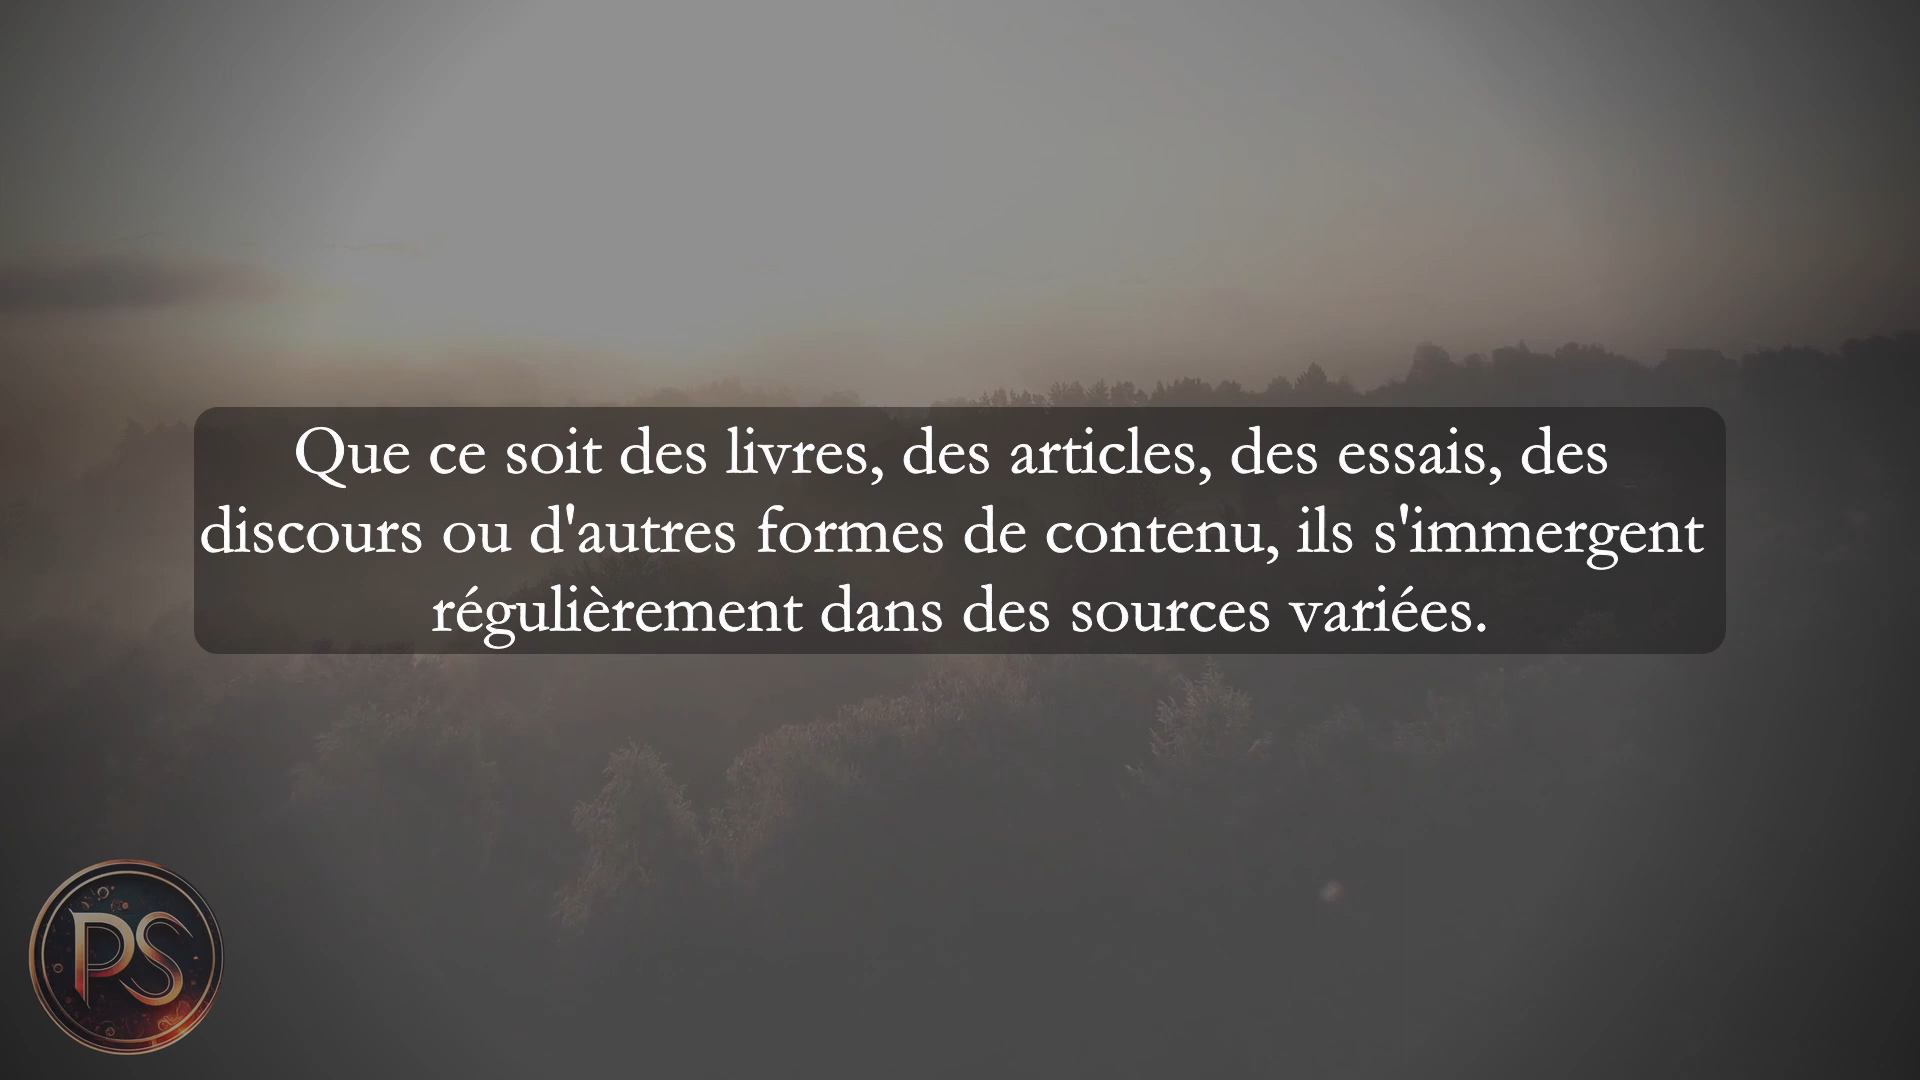 Que ce soit des livres, des articles, des essais, des
discours ou d'autres formes de contenu, ils s'immergent
régulièrement dans des sources variées.
PS